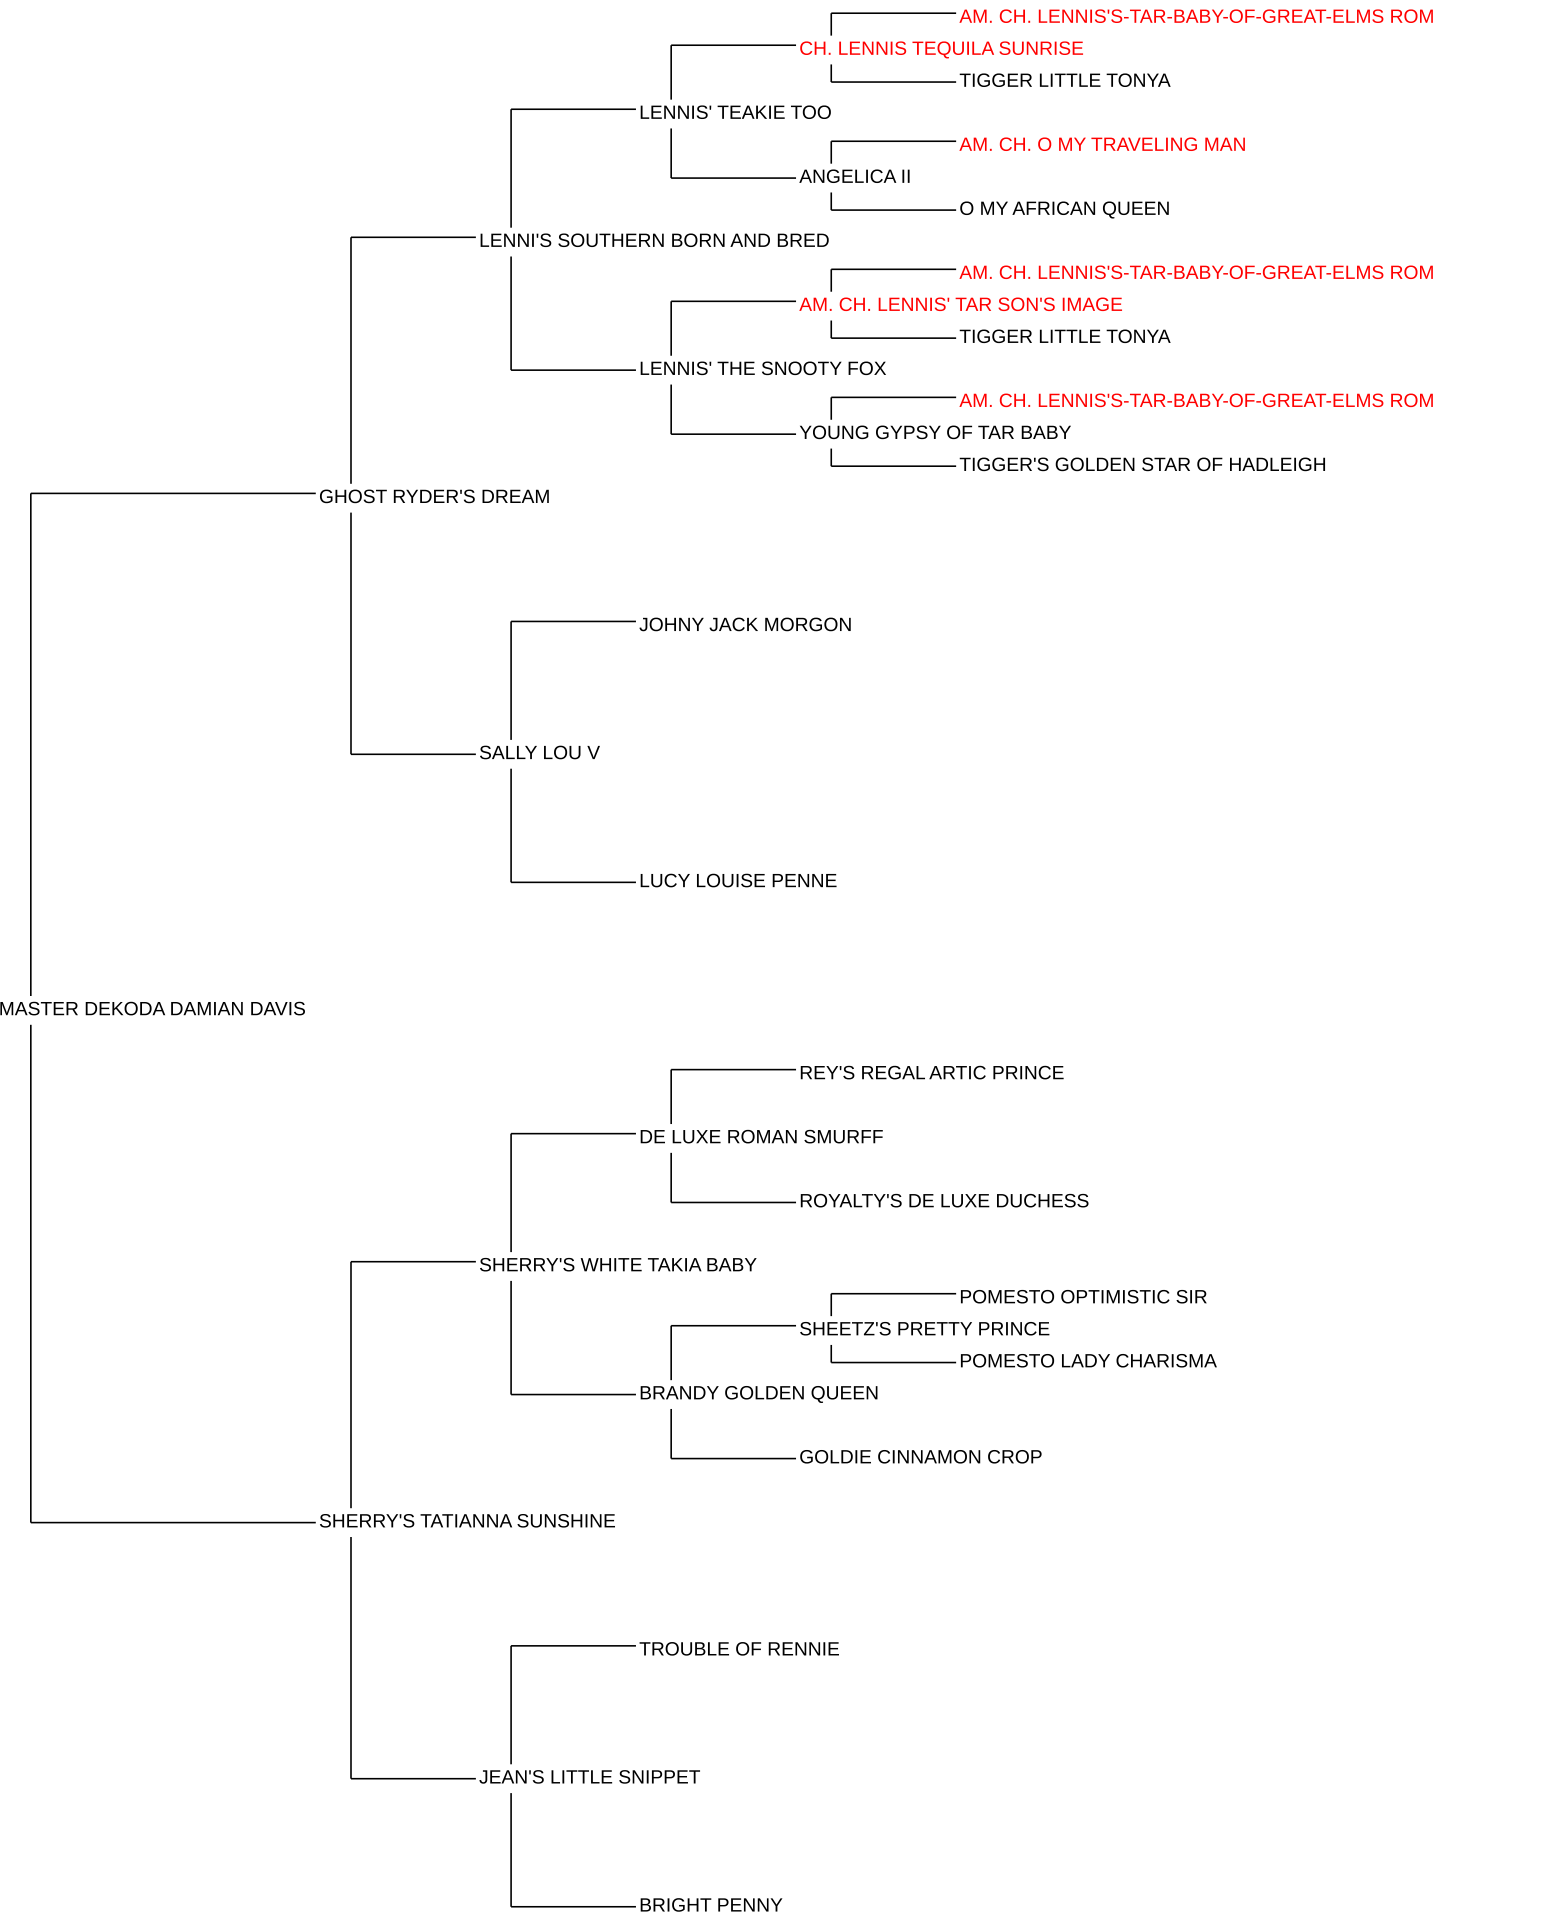 AM. CH. LENNIS'S-TAR-BABY-OF-GREAT-ELMS ROM
CH. LENNIS TEQUILA SUNRISE
TIGGER LITTLE TONYA
LENNIS' TEAKIE TOO
AM. CH. O MY TRAVELING MAN
ANGELICA II
O MY AFRICAN QUEEN
LENNI'S SOUTHERN BORN AND BRED
AM. CH. LENNIS'S-TAR-BABY-OF-GREAT-ELMS ROM
AM. CH. LENNIS' TAR SON'S IMAGE
TIGGER LITTLE TONYA
LENNIS' THE SNOOTY FOX
AM. CH. LENNIS'S-TAR-BABY-OF-GREAT-ELMS ROM
YOUNG GYPSY OF TAR BABY
TIGGER'S GOLDEN STAR OF HADLEIGH
GHOST RYDER'S DREAM
JOHNY JACK MORGON
SALLY LOU V
LUCY LOUISE PENNE
MASTER DEKODA DAMIAN DAVIS
REY'S REGAL ARTIC PRINCE
DE LUXE ROMAN SMURFF
ROYALTY'S DE LUXE DUCHESS
SHERRY'S WHITE TAKIA BABY
POMESTO OPTIMISTIC SIR
SHEETZ'S PRETTY PRINCE
POMESTO LADY CHARISMA
BRANDY GOLDEN QUEEN
GOLDIE CINNAMON CROP
SHERRY'S TATIANNA SUNSHINE
TROUBLE OF RENNIE
JEAN'S LITTLE SNIPPET
BRIGHT PENNY